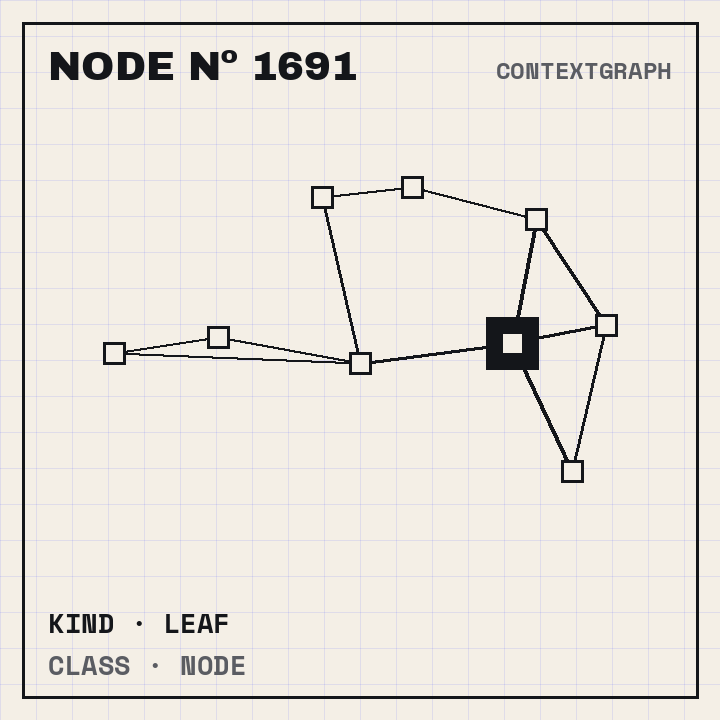 NODE Nº 1691
CONTEXTGRAPH
KIND · LEAF
CLASS · NODE